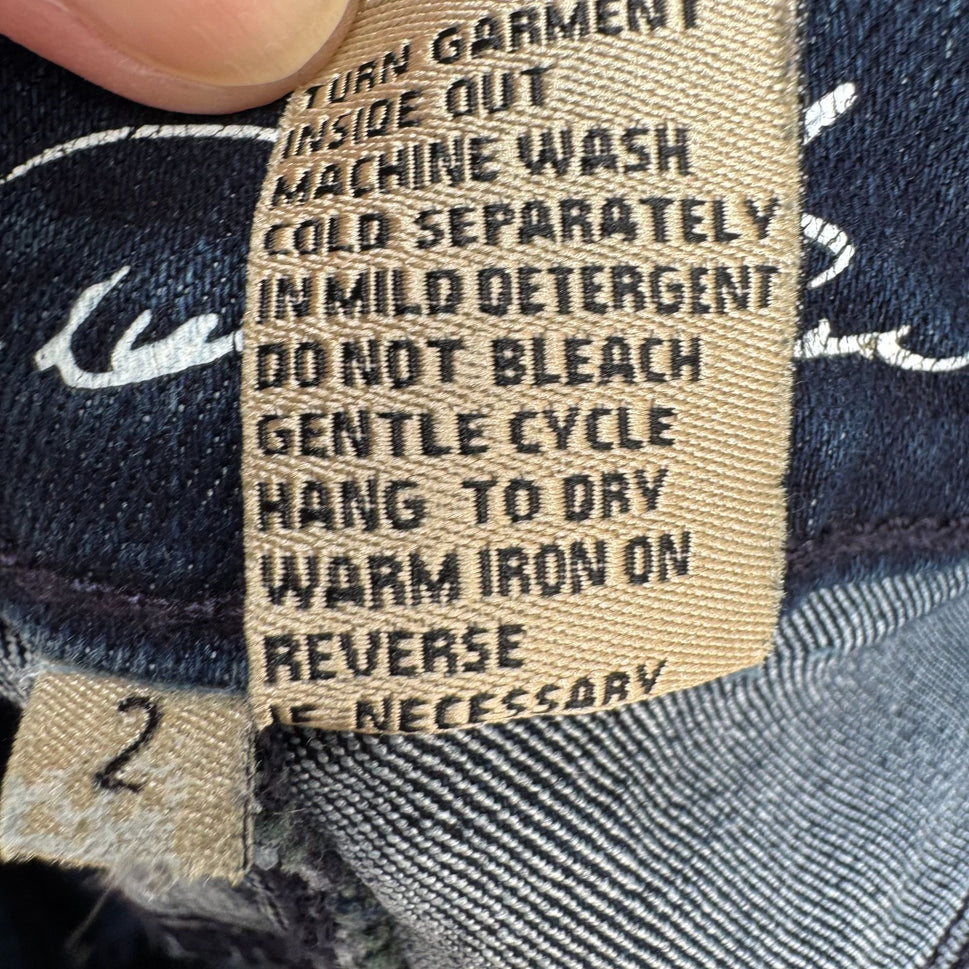 TURN GARMENT
INSIDE OUT
MACHINE WASH
COLD SEPARATELY
IN MILD DETERGENT
DO NOT BLEACH
GENTLE CYCLE
HANG TO DRY
WARM IRON ON
REVERSE
IF NECESSARY
2